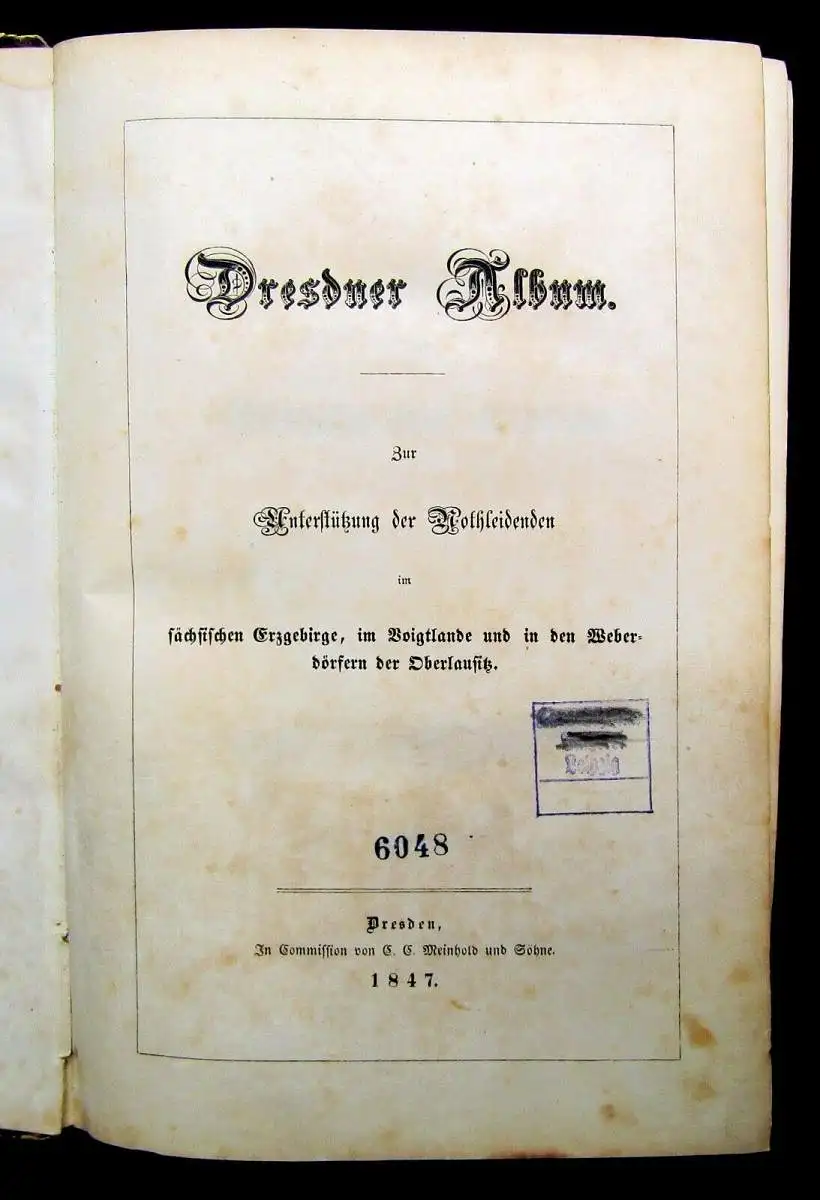 Dresdner Album.
Zur
Unterstützung der Nothleidenden
im
sächsischen Erzgebirge, im Voigtlande und in den Weber-
dörfern der Oberlausitz.
Leipzig
6048
Dresden,
In Commission von C. C. Meinhold und Söhne.
1847.